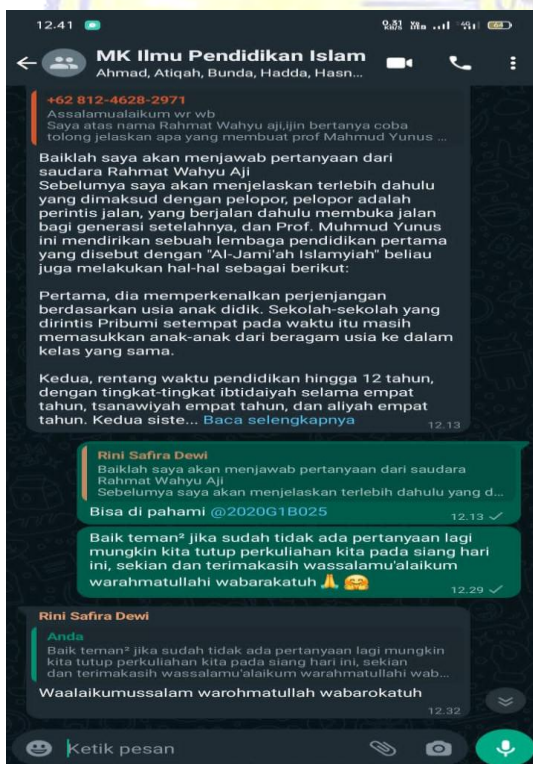 12.41
0,31 KB/S
4G
MK Ilmu Pendidikan Islam
Ahmad, Atiqah, Bunda, Hadda, Hasn...
+62 812-4628-2971
Assalamualaikum wr wb
Saya atas nama Rahmat Wahyu aji,ijin bertanya coba
tolong jelaskan apa yang membuat prof Mahmud Yunus ...
Baiklah saya akan menjawab pertanyaan dari
saudara Rahmat Wahyu Aji
Sebelumya saya akan menjelaskan terlebih dahulu
yang dimaksud dengan pelopor, pelopor adalah
perintis jalan, yang berjalan dahulu membuka jalan
bagi generasi setelahnya, dan Prof. Muhmud Yunus
ini mendirikan sebuah lembaga pendidikan pertama
yang disebut dengan "Al-Jami'ah Islamyiah" beliau
juga melakukan hal-hal sebagai berikut:
Pertama, dia memperkenalkan perjenjangan
berdasarkan usia anak didik. Sekolah-sekolah yang
dirintis Pribumi setempat pada waktu itu masih
memasukkan anak-anak dari beragam usia ke dalam
kelas yang sama.
Kedua, rentang waktu pendidikan hingga 12 tahun,
dengan tingkat-tingkat ibtidaiyah selama empat
tahun, tsanawiyah empat tahun, dan aliyah empat
tahun. Kedua siste... Baca selengkapnya
12.13
Rini Safira Dewi
Baiklah saya akan menjawab pertanyaan dari saudara
Rahmat Wahyu Aji
Sebelumya saya akan menjelaskan terlebih dahulu yang d...
Bisa di pahami @2020G1B025
12.13
Baik teman² jika sudah tidak ada pertanyaan lagi
mungkin kita tutup perkuliahan kita pada siang hari
ini, sekian dan terimakasih wassalamu'alaikum
warahmatullahi wabarakatuh 🙏 🤗
12.29
Rini Safira Dewi
Anda
Baik teman² jika sudah tidak ada pertanyaan lagi mungkin
kita tutup perkuliahan kita pada siang hari ini, sekian
dan terimakasih wassalamu'alaikum warahmatullahi wab...
Waalaikumussalam warohmatullah wabarokatuh
12.32
Ketik pesan